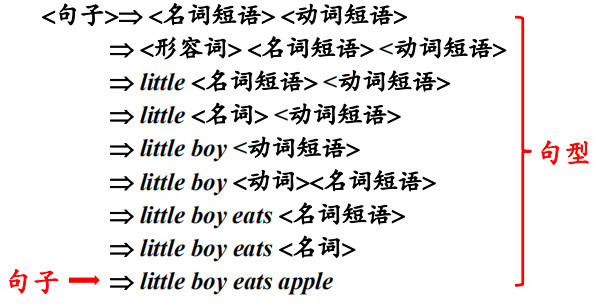 <句子>⇒<名词短语> <动词短语>
⇒<形容词> <名词短语> <动词短语>
⇒ little <名词短语> <动词短语>
⇒ little <名词> <动词短语>
⇒ little boy <动词短语>
⇒ little boy <动词><名词短语>
句型
⇒ little boy eats <名词短语>
⇒ little boy eats <名词>
句子 → ⇒ little boy eats apple